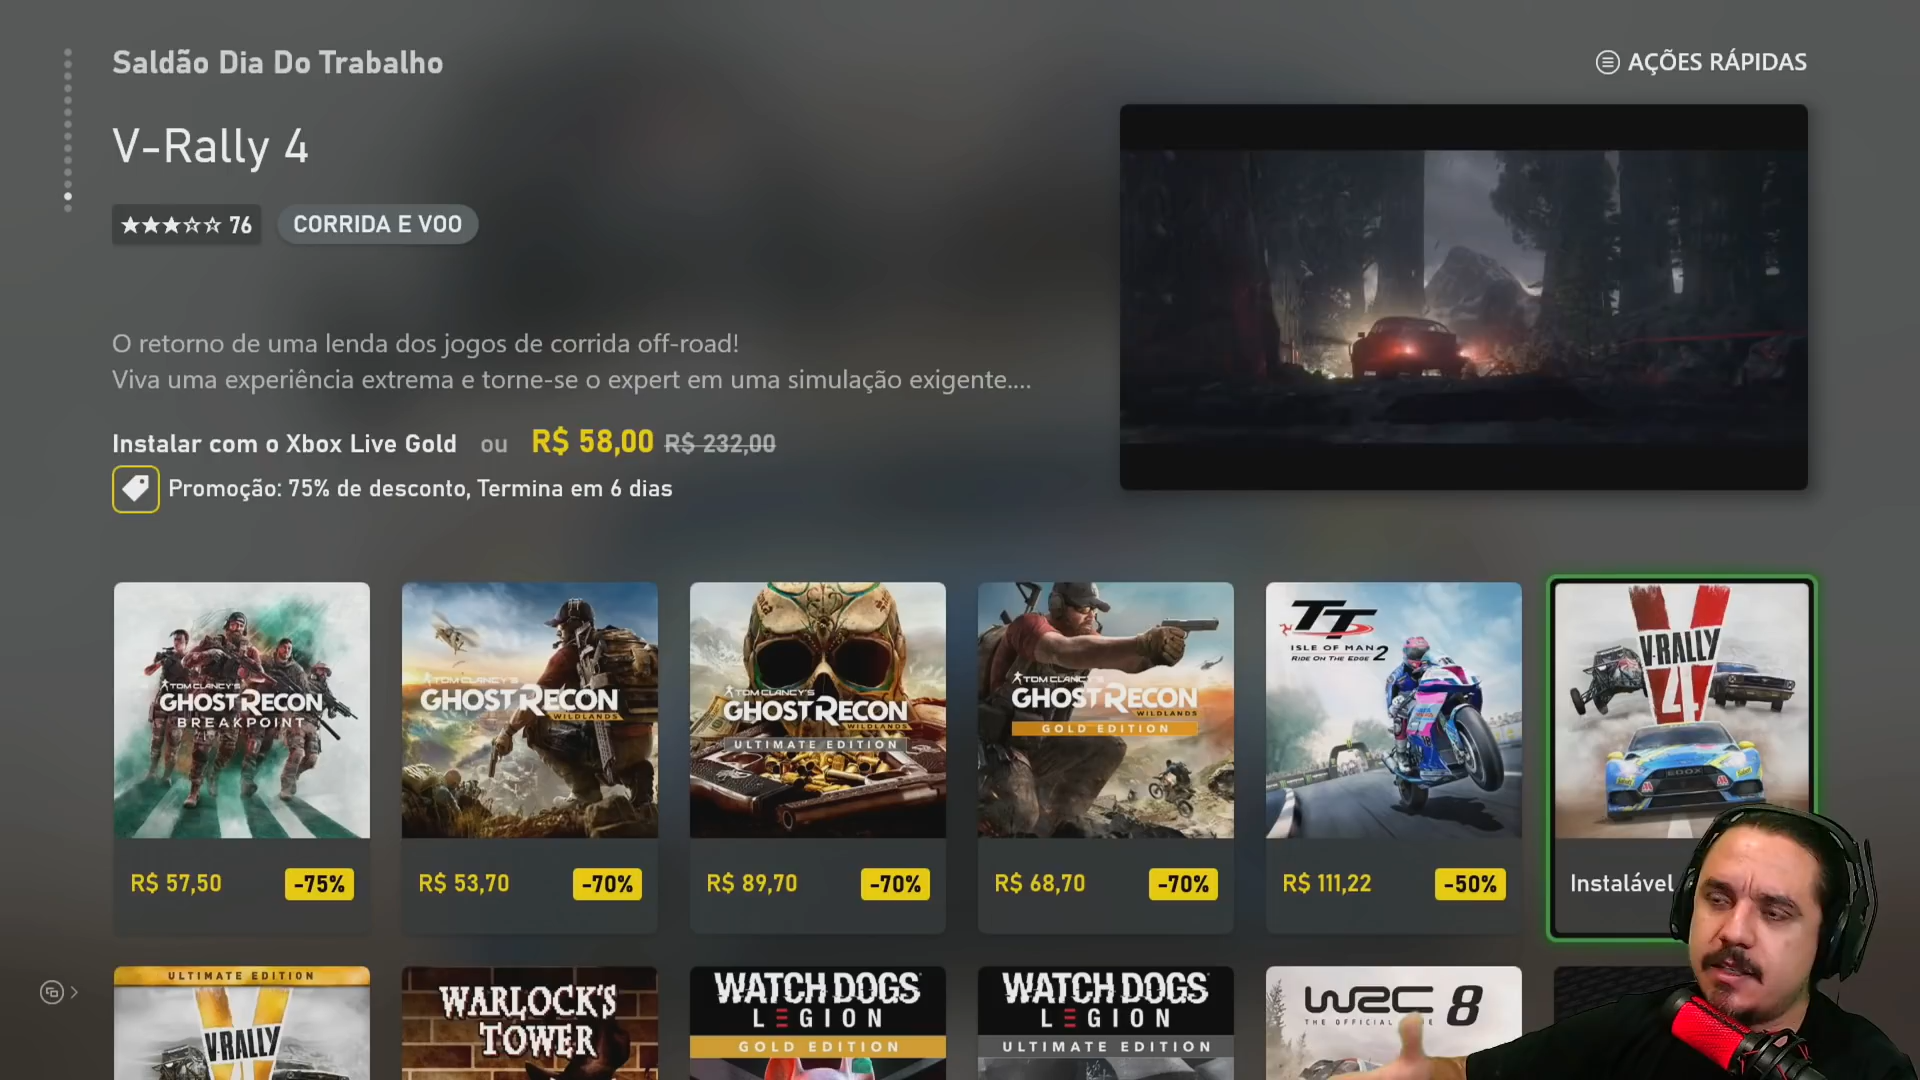 Saldão Dia Do Trabalho
AÇÕES RÁPIDAS
V-Rally 4
76
CORRIDA E VOO
O retorno de uma lenda dos jogos de corrida off-road!
Viva uma experiência extrema e torne-se o expert em uma simulação exigente....
Instalar com o Xbox Live Gold ou R$ 58,00 R$ 232,00
Promoção: 75% de desconto, Termina em 6 dias
TOM CLANCY'S
GHOST RECON
BREAKPOINT
TOM CLANCY'S
GHOST RECON
WILDLANDS
TOM CLANCY'S
GHOST RECON
WILDLANDS
ULTIMATE EDITION
TOM CLANCY'S
GHOST RECON
WILDLANDS
GOLD EDITION
TT
ISLE OF MAN 2
RIDE ON THE EDGE
V-RALLY
4
EDOX
R$ 57,50 -75%
R$ 53,70 -70%
R$ 89,70 -70%
R$ 68,70 -70%
R$ 111,22 -50%
Instalável
ULTIMATE EDITION
V-RALLY
4
WARLOCK'S
TOWER
WATCH DOGS
LEGION
GOLD EDITION
WATCH DOGS
LEGION
ULTIMATE EDITION
WRC 8
THE OFFICIAL